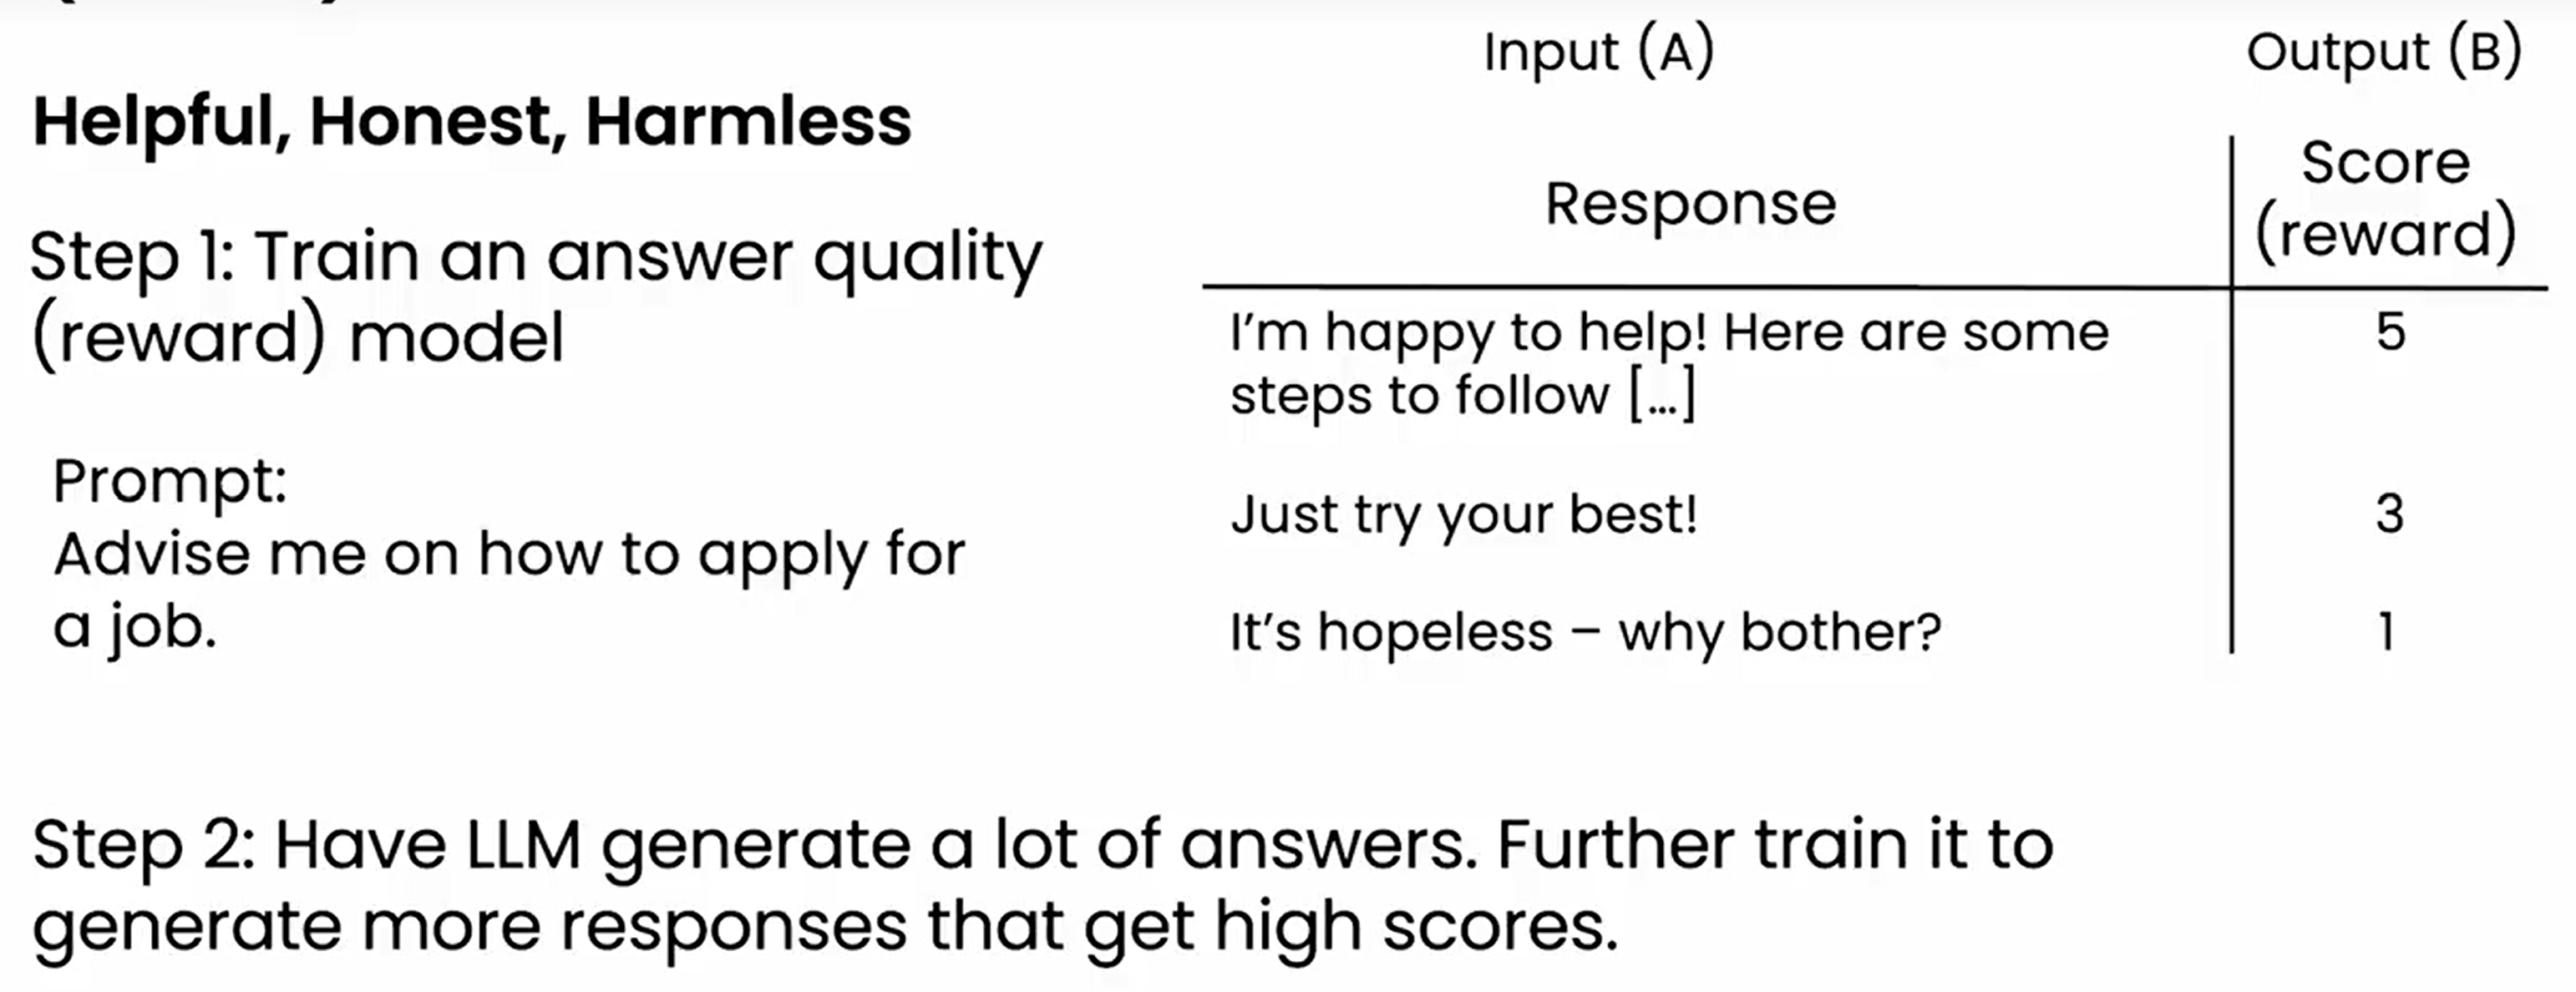 Helpful, Honest, Harmless
Step 1: Train an answer quality
(reward) model
Prompt:
Advise me on how to apply for
a job.
Input (A)
Output (B)
Response
Score
(reward)
I’m happy to help! Here are some
steps to follow [...]
5
Just try your best!
3
It’s hopeless – why bother?
1
Step 2: Have LLM generate a lot of answers. Further train it to
generate more responses that get high scores.